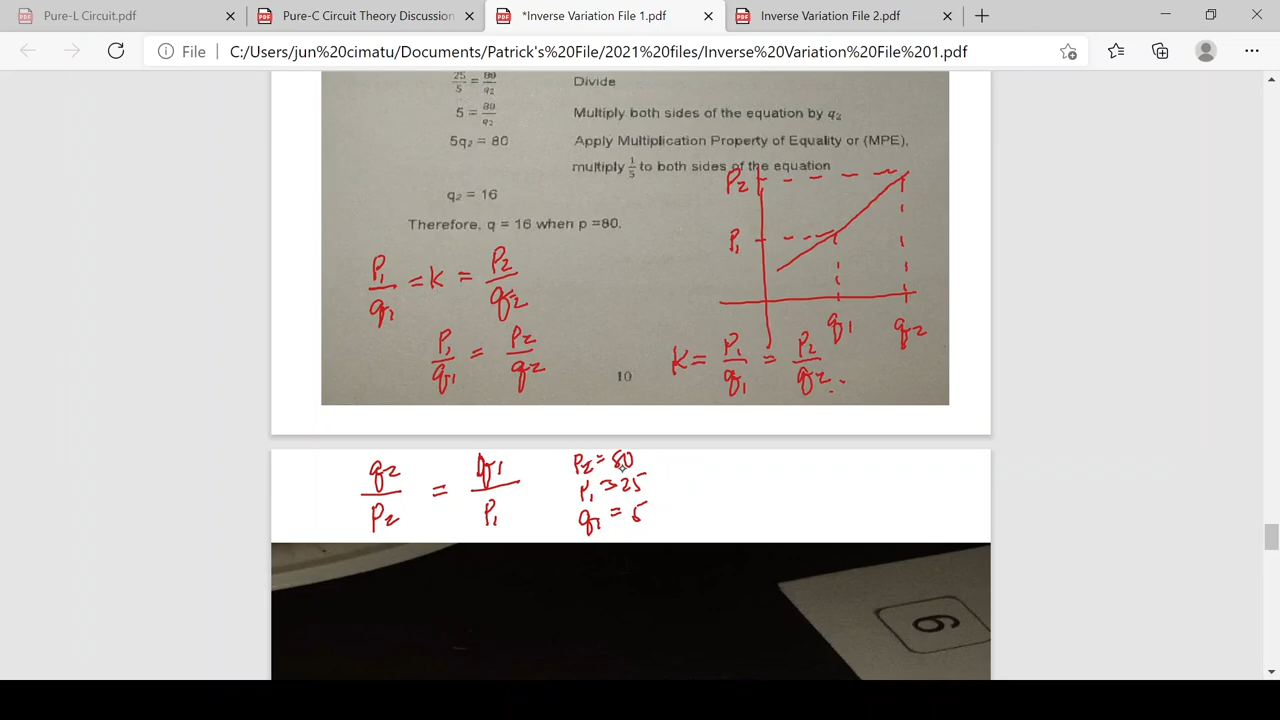 Pure-L Circuit.pdf
Pure-C Circuit Theory Discussion
*Inverse Variation File 1.pdf
Inverse Variation File 2.pdf
File | C:/Users/jun%20cimatu/Documents/Patrick's%20File/2021%20files/Inverse%20Variation%20File%201.pdf
25/5 = 80/q₂ Divide
5 = 80/q₂ Multiply both sides of the equation by q₂
5q₂ = 80 Apply Multiplication Property of Equality or (MPE),
multiply 1/5 to both sides of the equation
q₂ = 16
Therefore, q = 16 when p =80.
P₂
P₁
q₁ q₂
P₁/q₁ = K = P₂/q₂
P₁/q₁ = P₂/q₂
K = P₁/q₁ = P₂/q₂
10
q₂/P₂ = q₁/P₁
P₂ = 80
P₁ = 25
q₁ = 5
6